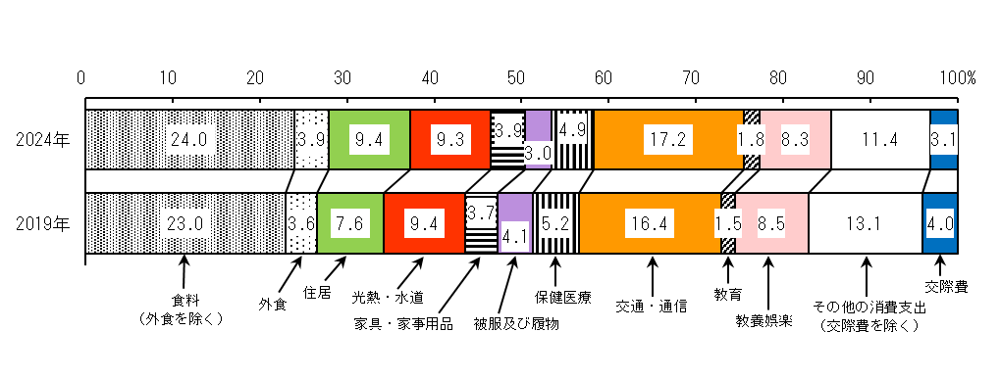 0 10 20 30 40 50 60 70 80 90 100%
2024年 24.0 3.9 9.4 9.3 3.9 3.0 4.9 17.2 1.8 8.3 11.4 3.1
2019年 23.0 3.6 7.6 9.4 3.7 4.1 5.2 16.4 1.5 8.5 13.1 4.0
食料
(外食を除く)
外食
住居
光熱・水道
家具・家事用品
被服及び履物
保健医療
交通・通信
教育
教養娯楽
その他の消費支出
(交際費を除く)
交際費